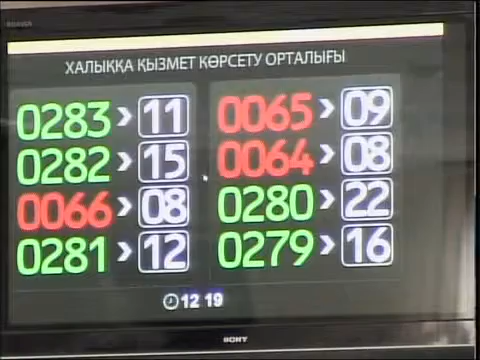 ХАЛЫҚҚА ҚЫЗМЕТ КӨРСЕТУ ОРТАЛЫҒЫ
0283 > 11
0282 > 15
0066 > 08
0281 > 12
0065 > 09
0064 > 08
0280 > 22
0279 > 16
12 19
SONY